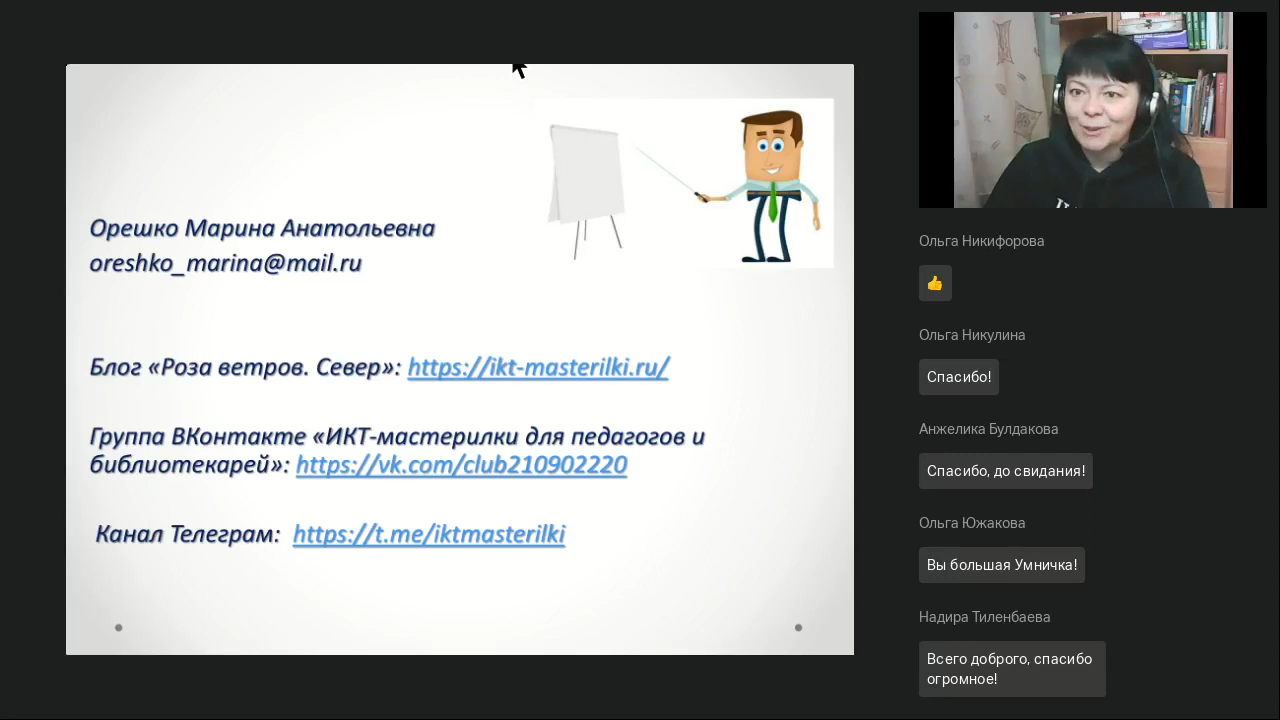 Орешко Марина Анатольевна
oreshko_marina@mail.ru
Блог «Роза ветров. Север»: https://ikt-masterilki.ru/
Группа ВКонтакте «ИКТ-мастерилки для педагогов и
библиотекарей»: https://vk.com/club210902220
Канал Телеграм: https://t.me/iktmasterilki
Ольга Никифорова
👍
Ольга Никулина
Спасибо!
Анжелика Булдакова
Спасибо, до свидания!
Ольга Южакова
Вы большая Умничка!
Надира Тиленбаева
Всего доброго, спасибо
огромное!